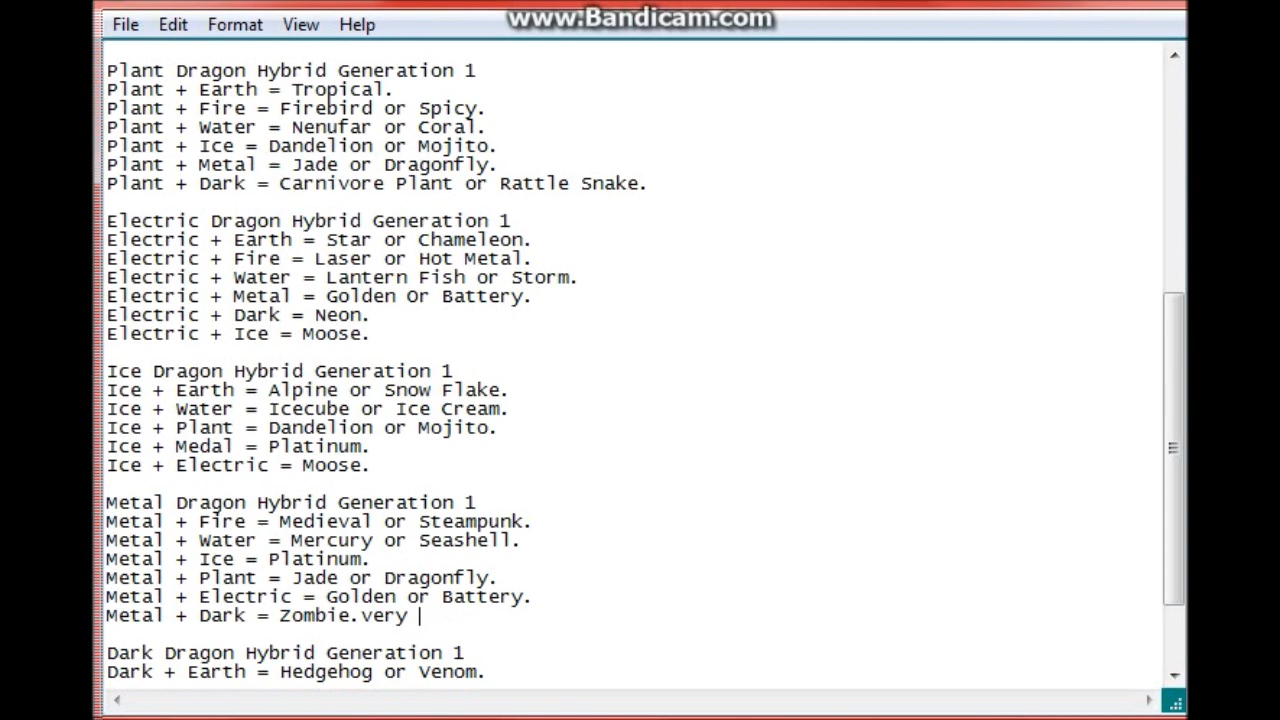 www.Bandicam.com
File Edit Format View Help
Plant Dragon Hybrid Generation 1
Plant + Earth = Tropical.
Plant + Fire = Firebird or Spicy.
Plant + Water = Nenufar or Coral.
Plant + Ice = Dandelion or Mojito.
Plant + Metal = Jade or Dragonfly.
Plant + Dark = Carnivore Plant or Rattle Snake.
Electric Dragon Hybrid Generation 1
Electric + Earth = Star or Chameleon.
Electric + Fire = Laser or Hot Metal.
Electric + Water = Lantern Fish or Storm.
Electric + Metal = Golden Or Battery.
Electric + Dark = Neon.
Electric + Ice = Moose.
Ice Dragon Hybrid Generation 1
Ice + Earth = Alpine or Snow Flake.
Ice + Water = Icecube or Ice Cream.
Ice + Plant = Dandelion or Mojito.
Ice + Medal = Platinum.
Ice + Electric = Moose.
Metal Dragon Hybrid Generation 1
Metal + Fire = Medieval or Steampunk.
Metal + Water = Mercury or Seashell.
Metal + Ice = Platinum.
Metal + Plant = Jade or Dragonfly.
Metal + Electric = Golden or Battery.
Metal + Dark = Zombie.very
Dark Dragon Hybrid Generation 1
Dark + Earth = Hedgehog or Venom.